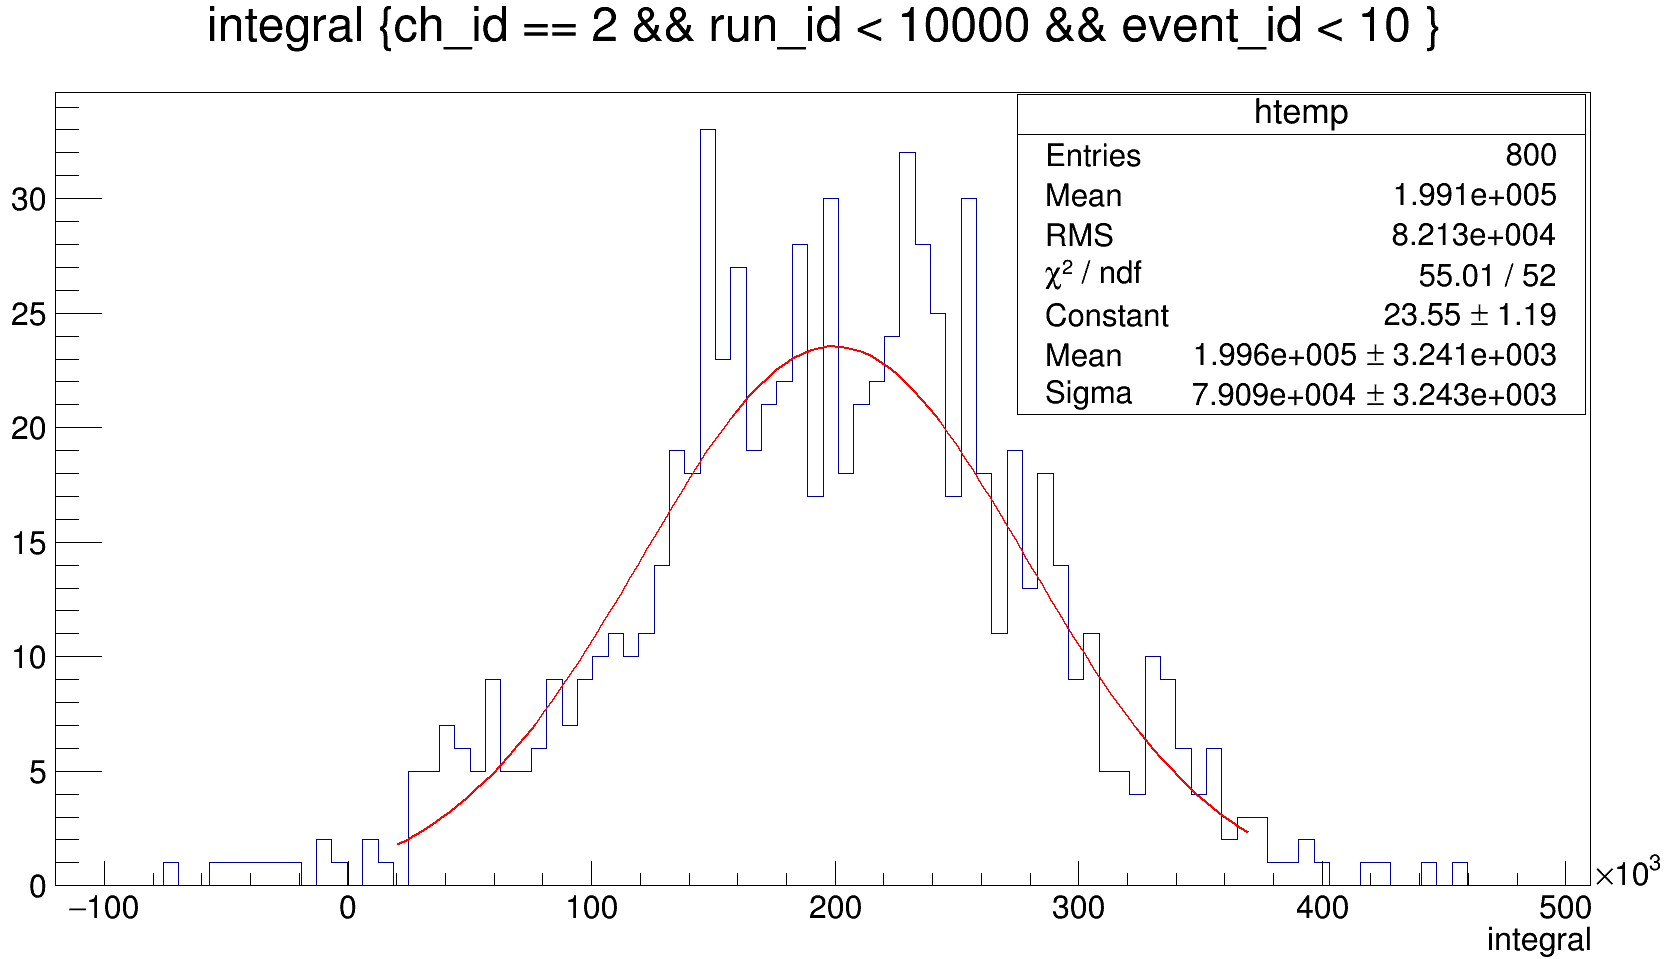 integral {ch_id == 2 && run_id < 10000 && event_id < 10 }
htemp
Entries 800
Mean 1.991e+005
RMS 8.213e+004
χ² / ndf 55.01 / 52
Constant 23.55 ± 1.19
Mean 1.996e+005 ± 3.241e+003
Sigma 7.909e+004 ± 3.243e+003
30
25
20
15
10
5
0
×10³
−100 0 100 200 300 400 500
integral